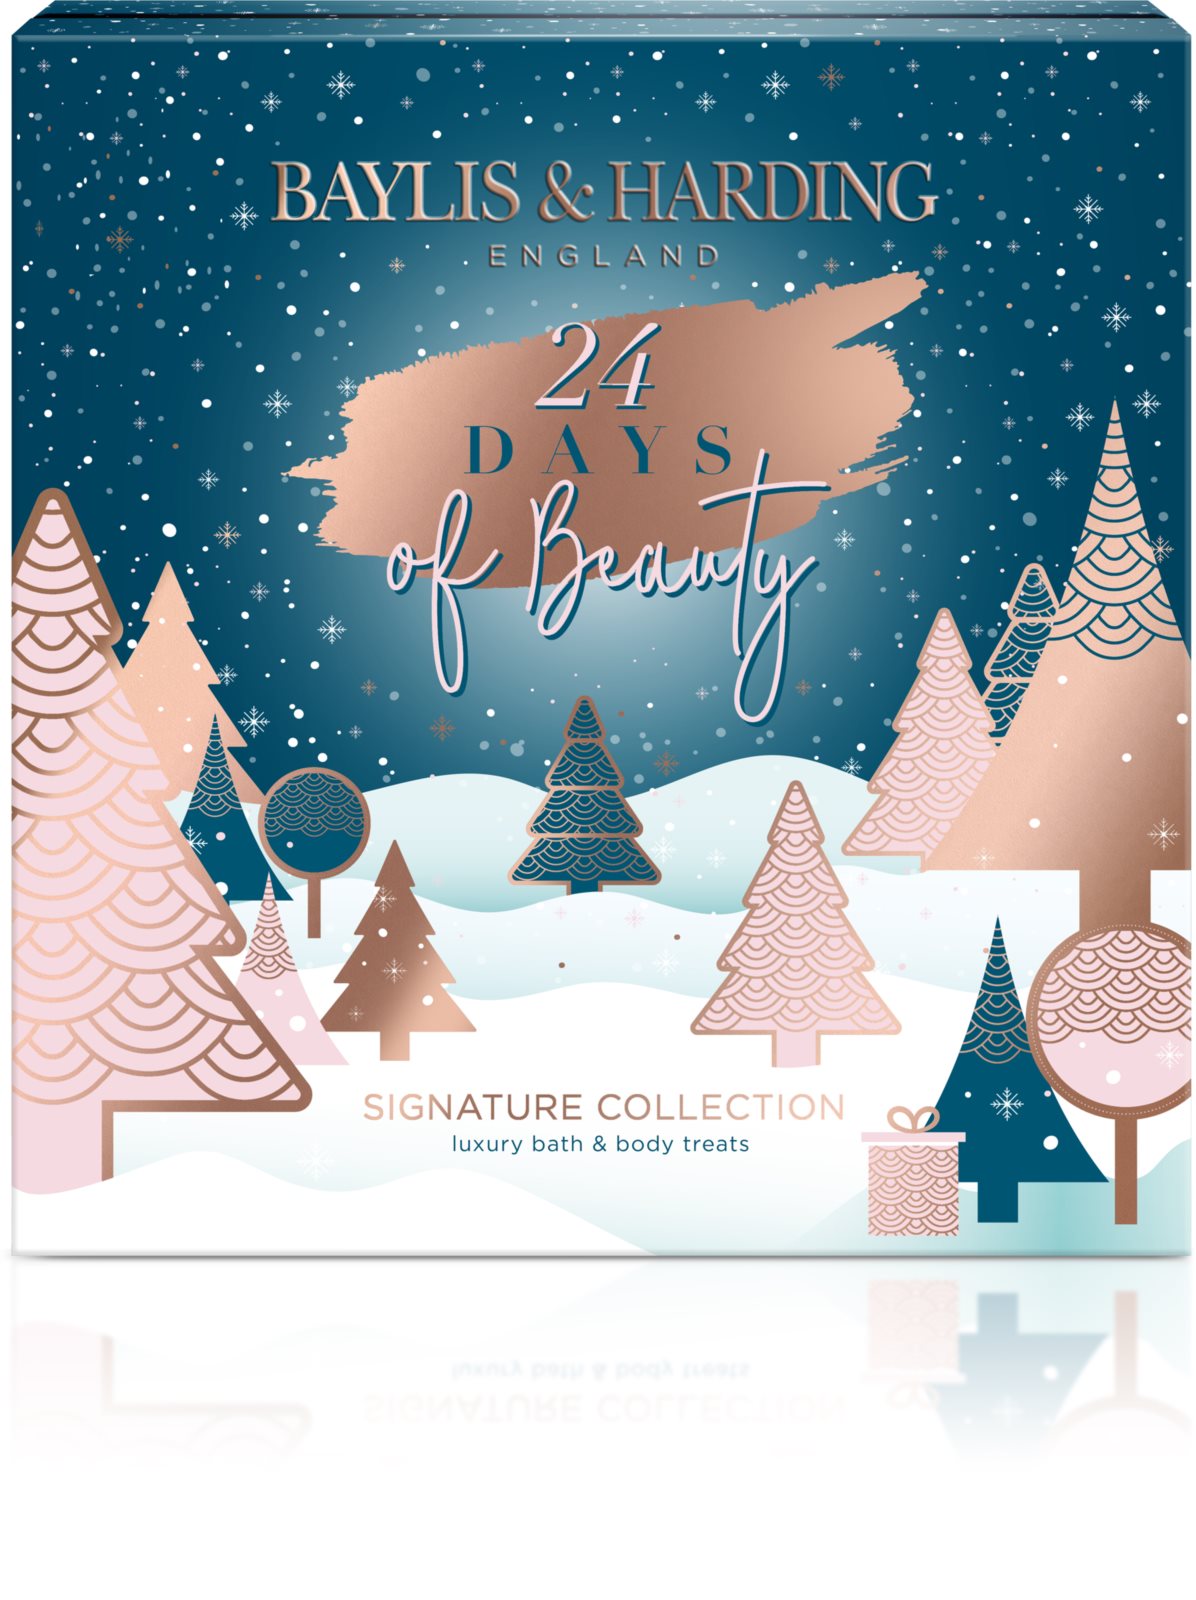 BAYLIS & HARDING
ENGLAND
24
DAYS
of Beauty
SIGNATURE COLLECTION
luxury bath & body treats